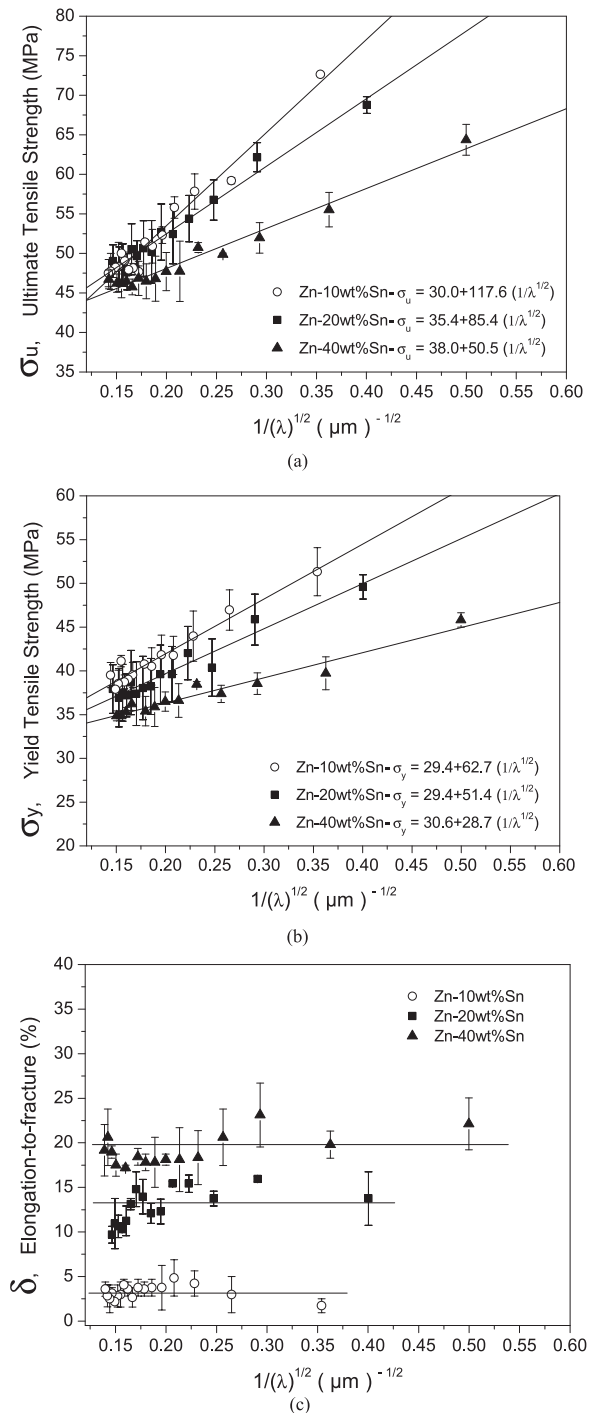 80
75
70
65
60
55
50
45
40
35
σu, Ultimate Tensile Strength (MPa)
Zn-10wt%Sn- σu = 30.0+117.6 (1/λ^1/2)
Zn-20wt%Sn- σu = 35.4+85.4 (1/λ^1/2)
Zn-40wt%Sn- σu = 38.0+50.5 (1/λ^1/2)
0.15 0.20 0.25 0.30 0.35 0.40 0.45 0.50 0.55 0.60
1/(λ)^1/2 ( μm )^-1/2
(a)
60
55
50
45
40
35
30
25
20
σy, Yield Tensile Strength (MPa)
Zn-10wt%Sn- σy = 29.4+62.7 (1/λ^1/2)
Zn-20wt%Sn- σy = 29.4+51.4 (1/λ^1/2)
Zn-40wt%Sn- σy = 30.6+28.7 (1/λ^1/2)
0.15 0.20 0.25 0.30 0.35 0.40 0.45 0.50 0.55 0.60
1/(λ)^1/2 ( μm )^-1/2
(b)
40
35
30
25
20
15
10
5
0
δ, Elongation-to-fracture (%)
Zn-10wt%Sn
Zn-20wt%Sn
Zn-40wt%Sn
0.15 0.20 0.25 0.30 0.35 0.40 0.45 0.50 0.55 0.60
1/(λ)^1/2 ( μm )^-1/2
(c)